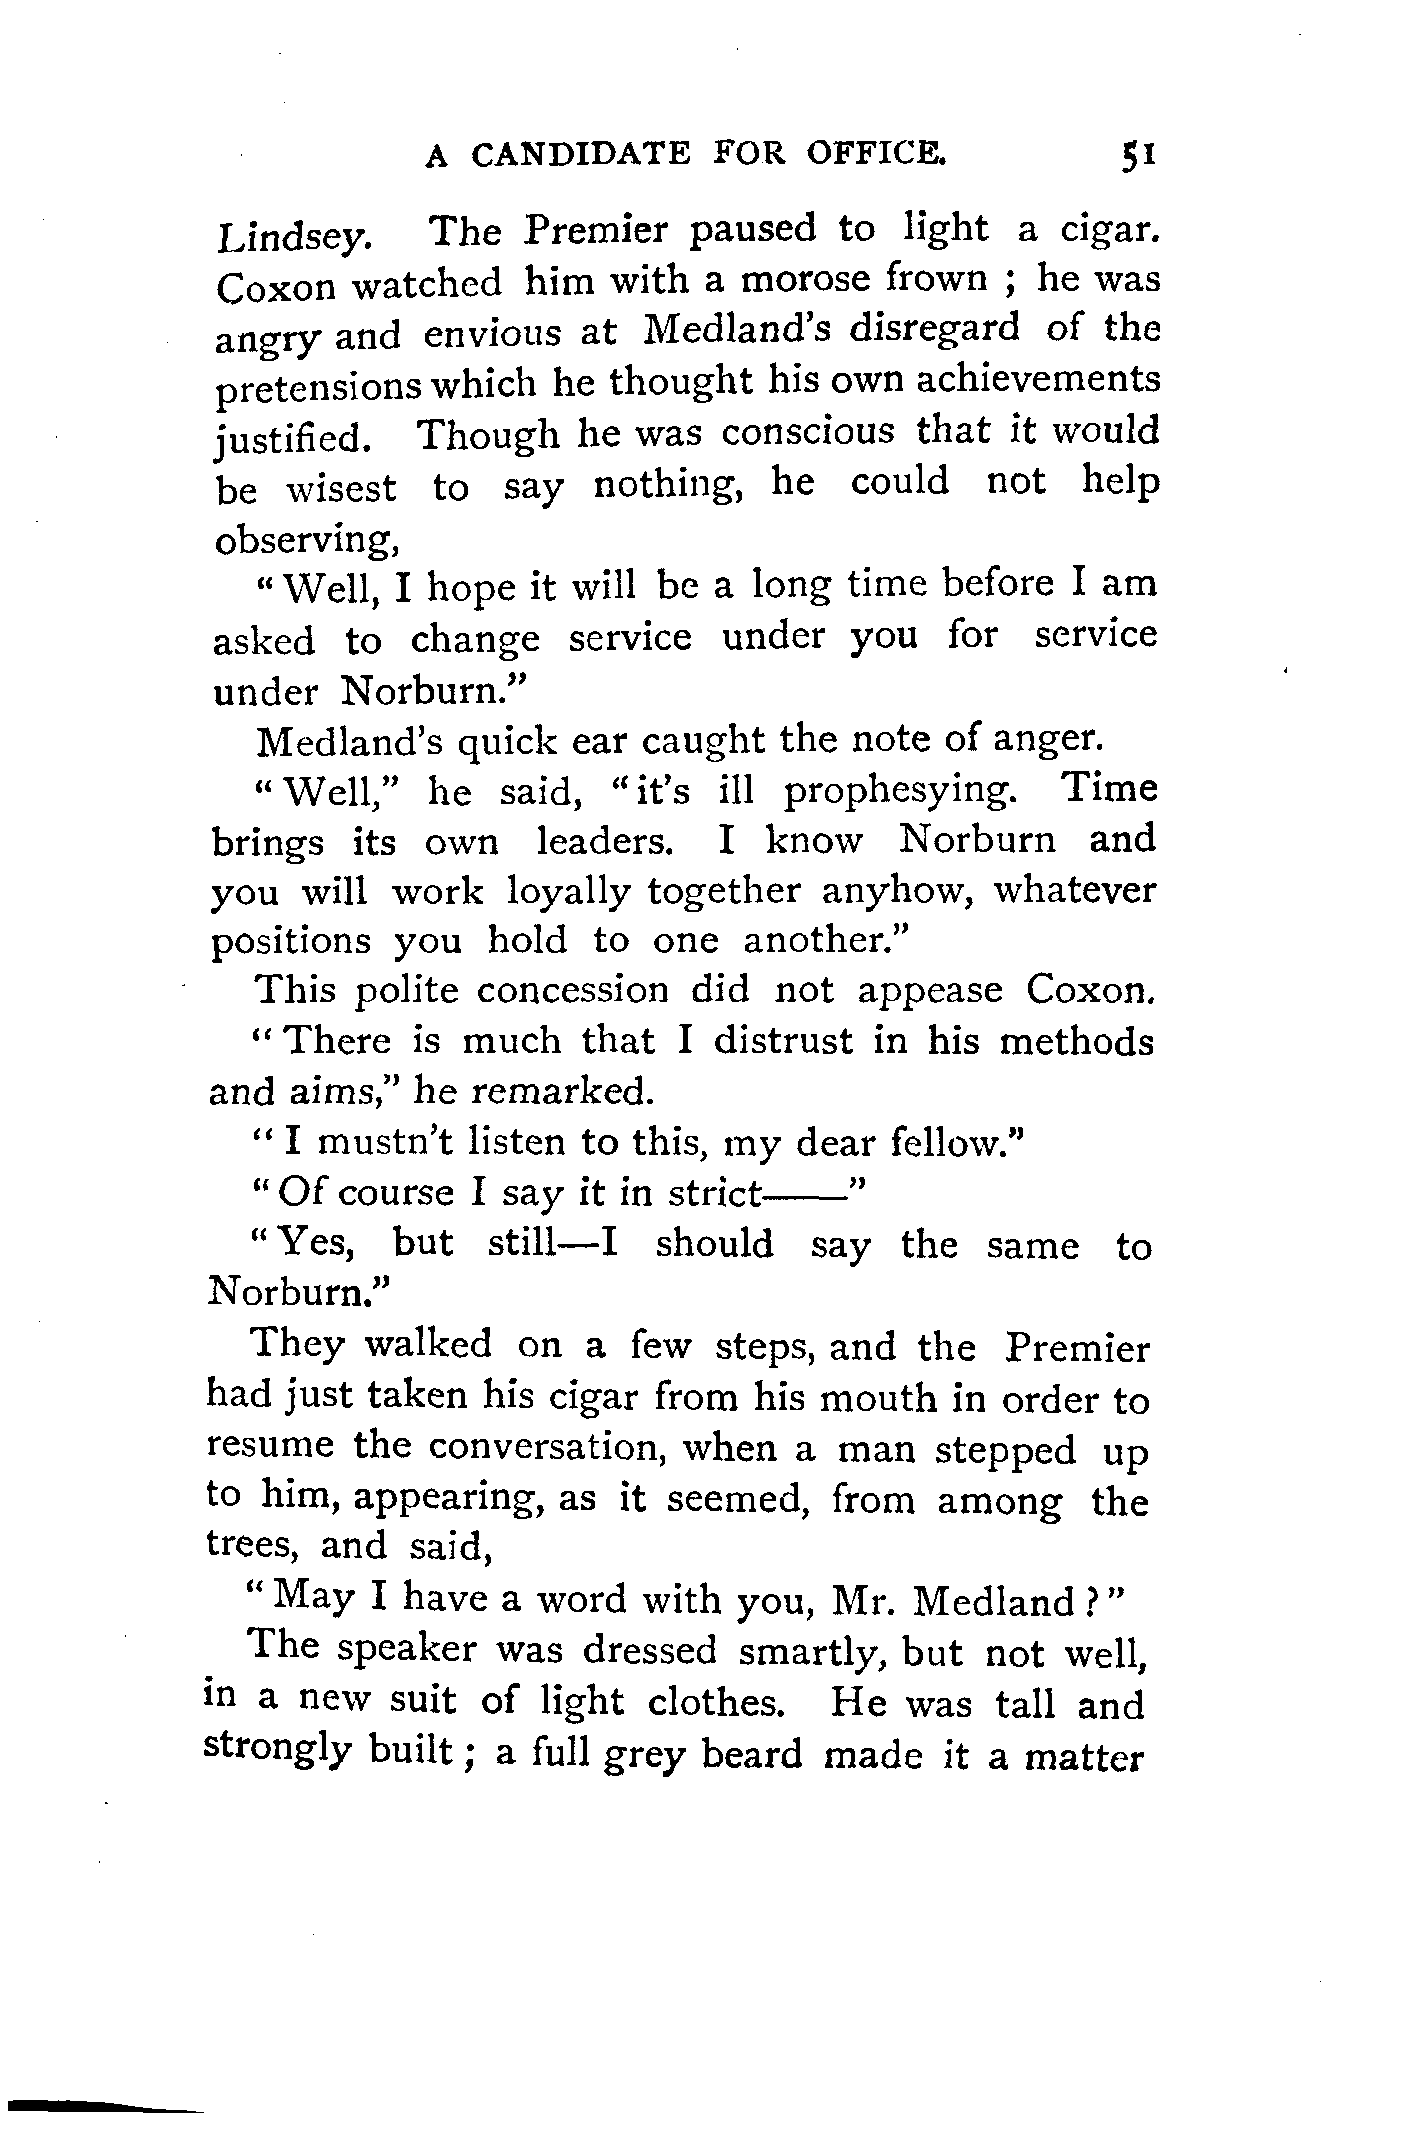 A CANDIDATE FOR OFFICE. 51
Lindsey. The Premier paused to light a cigar.
Coxon watched him with a morose frown ; he was
angry and envious at Medland's disregard of the
pretensions which he thought his own achievements
justified. Though he was conscious that it would
be wisest to say nothing, he could not help
observing,
“ Well, I hope it will be a long time before I am
asked to change service under you for service
under Norburn.”
Medland's quick ear caught the note of anger.
“ Well,” he said, “ it's ill prophesying. Time
brings its own leaders. I know Norburn and
you will work loyally together anyhow, whatever
positions you hold to one another.”
This polite concession did not appease Coxon.
“ There is much that I distrust in his methods
and aims,” he remarked.
“ I mustn't listen to this, my dear fellow.”
“ Of course I say it in strict——”
“ Yes, but still—I should say the same to
Norburn.”
They walked on a few steps, and the Premier
had just taken his cigar from his mouth in order to
resume the conversation, when a man stepped up
to him, appearing, as it seemed, from among the
trees, and said,
“ May I have a word with you, Mr. Medland ? ”
The speaker was dressed smartly, but not well,
in a new suit of light clothes. He was tall and
strongly built ; a full grey beard made it a matter